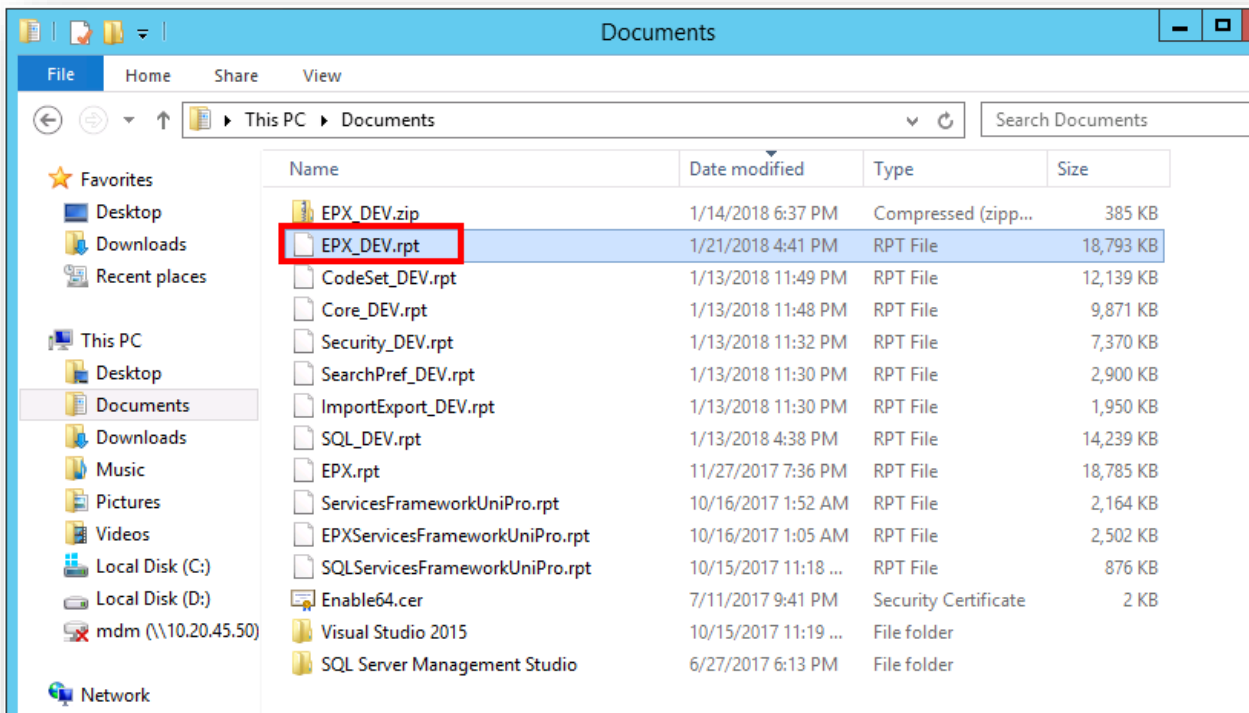 Documents
File Home Share View
This PC Documents Search Documents
Favorites
Desktop
Downloads
Recent places
This PC
Desktop
Documents
Downloads
Music
Pictures
Videos
Local Disk (C:)
Local Disk (D:)
mdm (\\10.20.45.50)
Network
Name Date modified Type Size
EPX_DEV.zip 1/14/2018 6:37 PM Compressed (zipp... 385 KB
EPX_DEV.rpt 1/21/2018 4:41 PM RPT File 18,793 KB
CodeSet_DEV.rpt 1/13/2018 11:49 PM RPT File 12,139 KB
Core_DEV.rpt 1/13/2018 11:48 PM RPT File 9,871 KB
Security_DEV.rpt 1/13/2018 11:32 PM RPT File 7,370 KB
SearchPref_DEV.rpt 1/13/2018 11:30 PM RPT File 2,900 KB
ImportExport_DEV.rpt 1/13/2018 11:30 PM RPT File 1,950 KB
SQL_DEV.rpt 1/13/2018 4:38 PM RPT File 14,239 KB
EPX.rpt 11/27/2017 7:36 PM RPT File 18,785 KB
ServicesFrameworkUniPro.rpt 10/16/2017 1:52 AM RPT File 2,164 KB
EPXServicesFrameworkUniPro.rpt 10/16/2017 1:05 AM RPT File 2,502 KB
SQLServicesFrameworkUniPro.rpt 10/15/2017 11:18 ... RPT File 876 KB
Enable64.cer 7/11/2017 9:41 PM Security Certificate 2 KB
Visual Studio 2015 10/15/2017 11:19 ... File folder
SQL Server Management Studio 6/27/2017 6:13 PM File folder